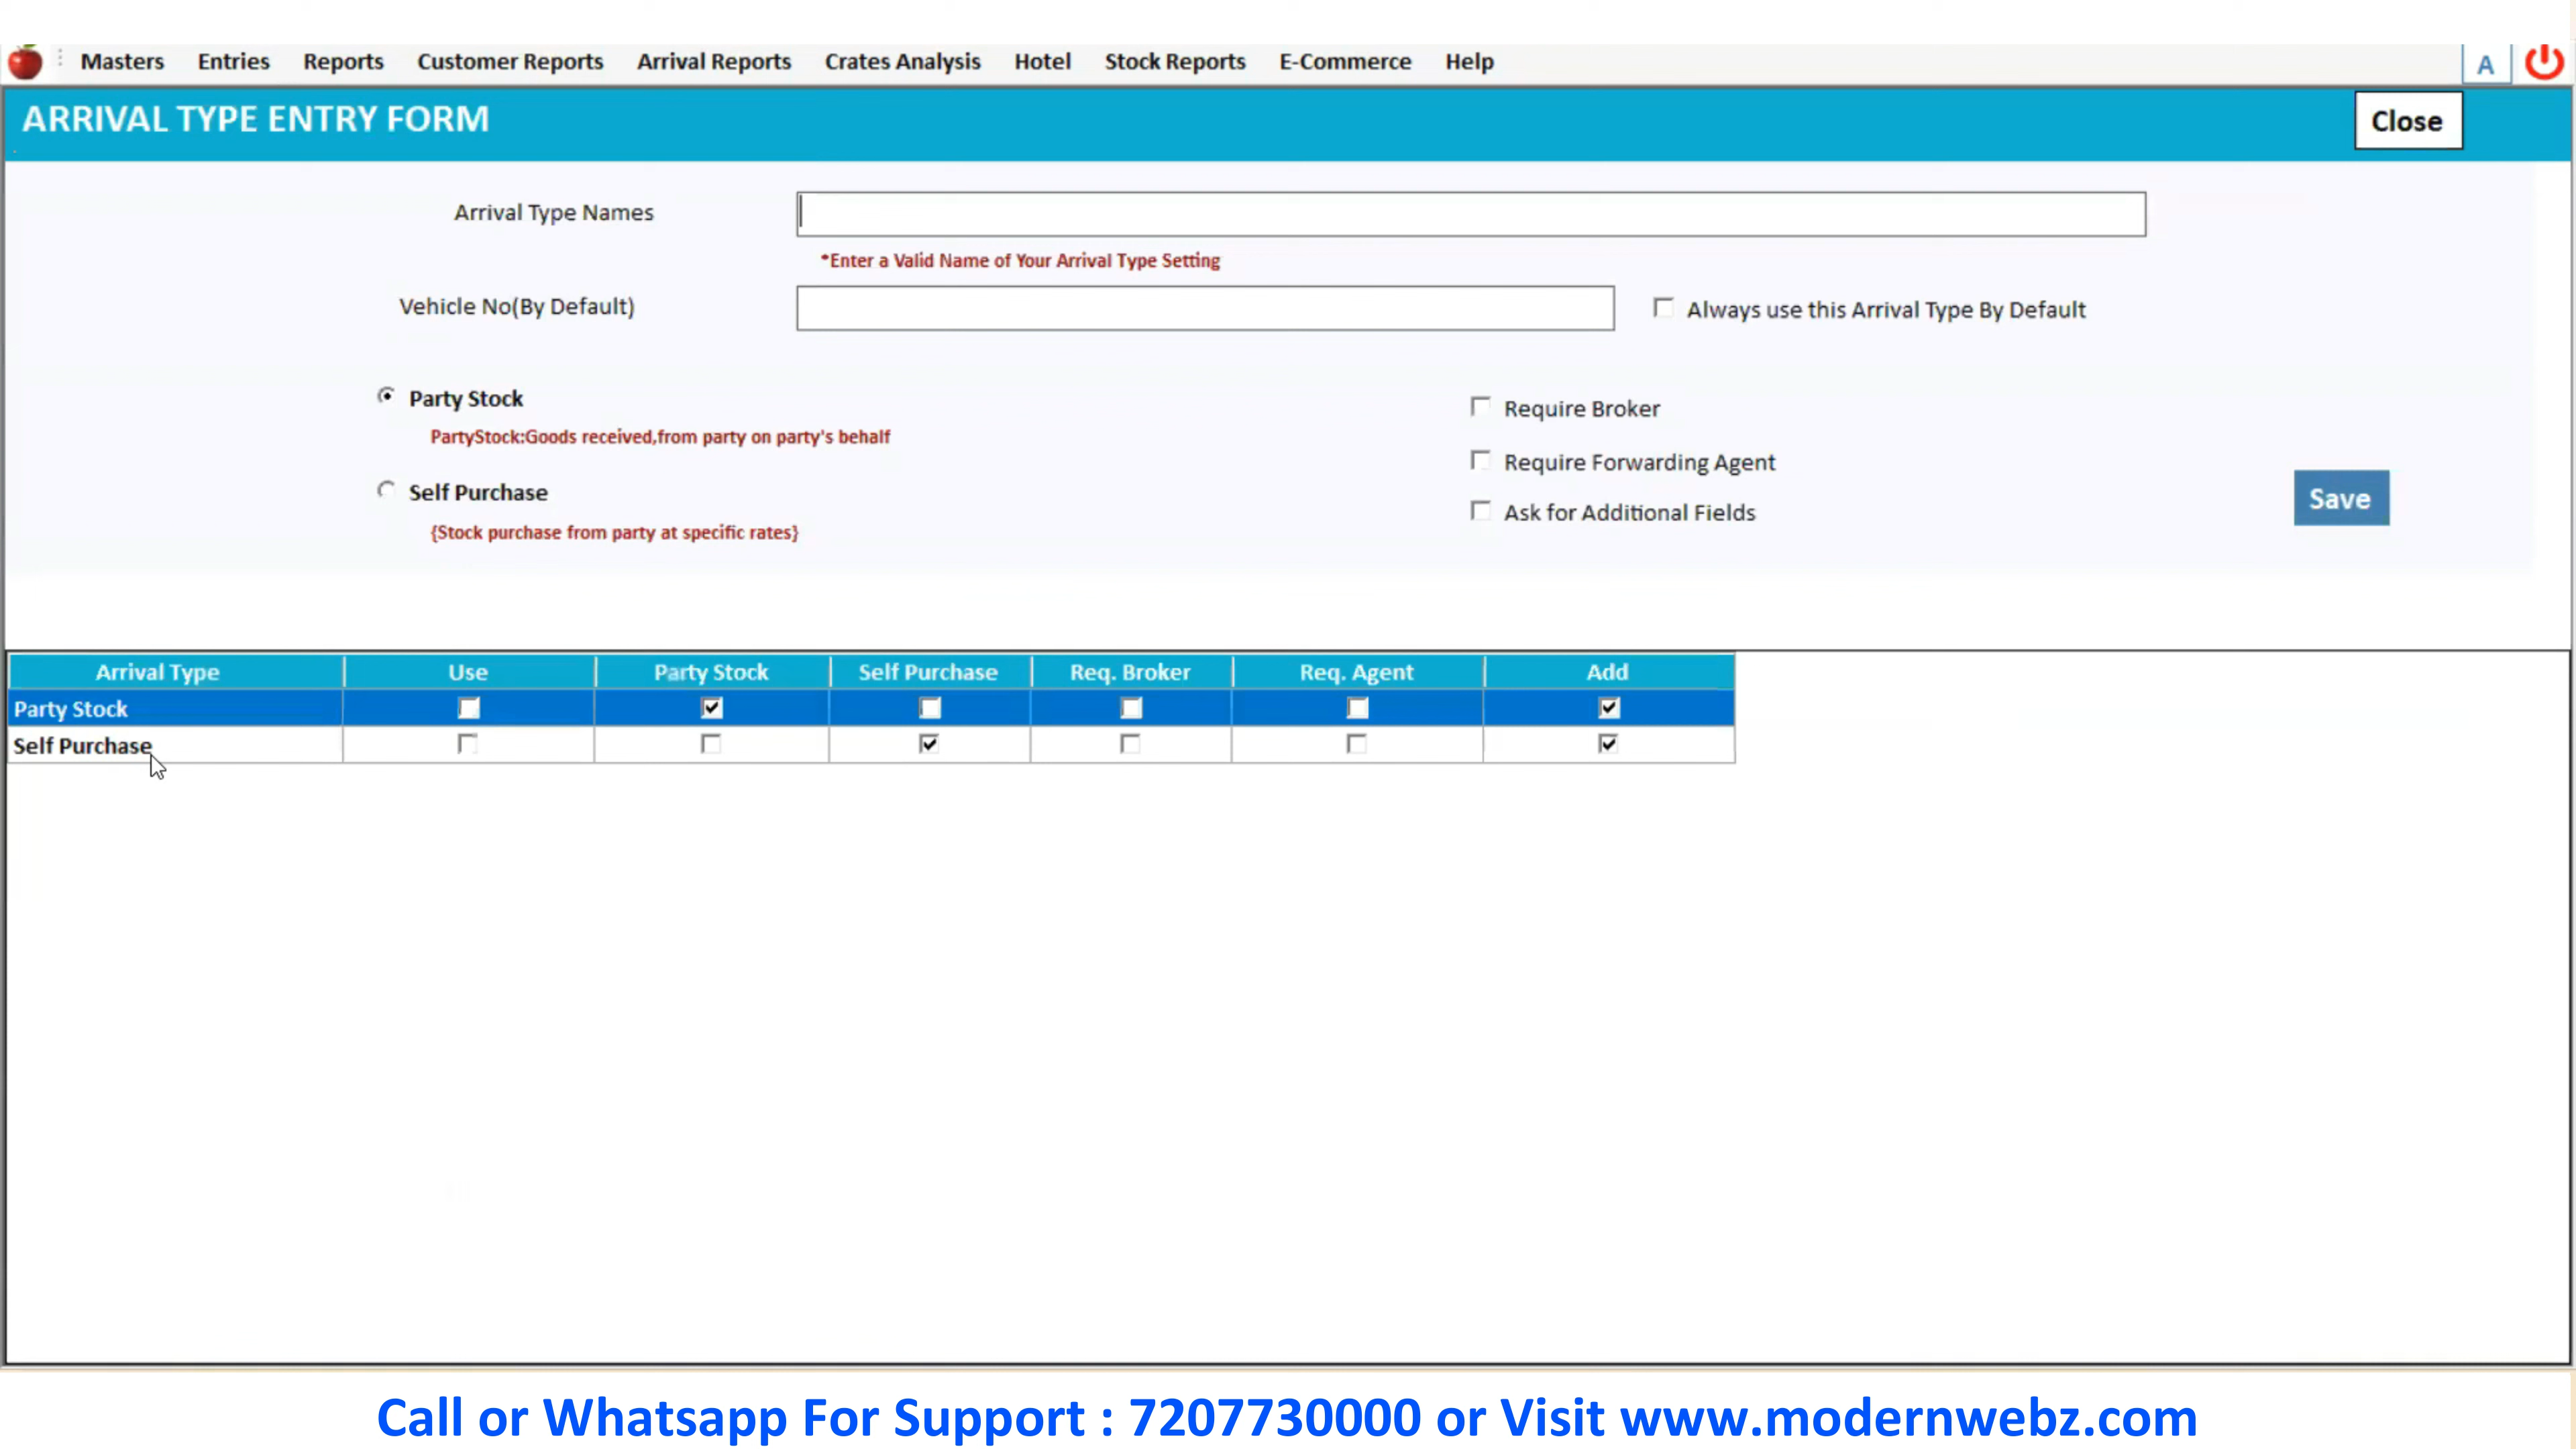 Masters Entries Reports Customer Reports Arrival Reports Crates Analysis Hotel Stock Reports E-Commerce Help A
ARRIVAL TYPE ENTRY FORM Close
Arrival Type Names
*Enter a Valid Name of Your Arrival Type Setting
Vehicle No(By Default) Always use this Arrival Type By Default
Party Stock Require Broker
PartyStock:Goods received,from party on party's behalf
Require Forwarding Agent
Self Purchase Save
Ask for Additional Fields
{Stock purchase from party at specific rates}
Arrival Type Use Party Stock Self Purchase Req. Broker Req. Agent Add
Party Stock
Self Purchase
Call or Whatsapp For Support : 7207730000 or Visit www.modernwebz.com